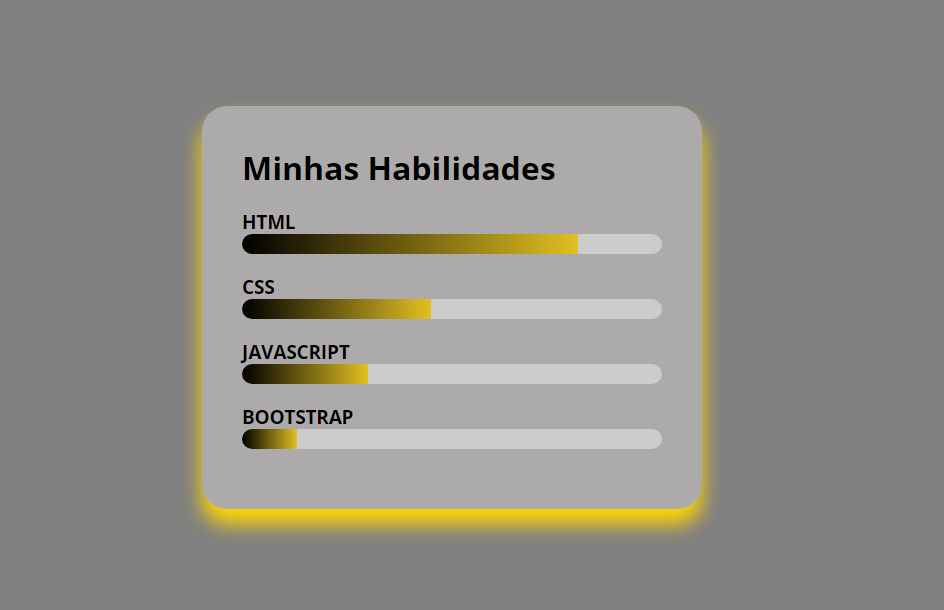 Minhas Habilidades
HTML
CSS
JAVASCRIPT
BOOTSTRAP